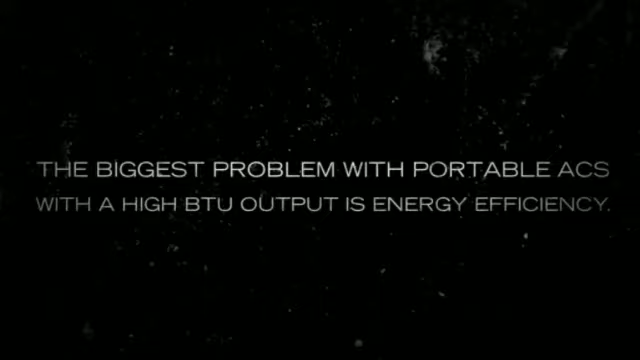 THE BIGGEST PROBLEM WITH PORTABLE ACS
WITH A HIGH BTU OUTPUT IS ENERGY EFFICIENCY.